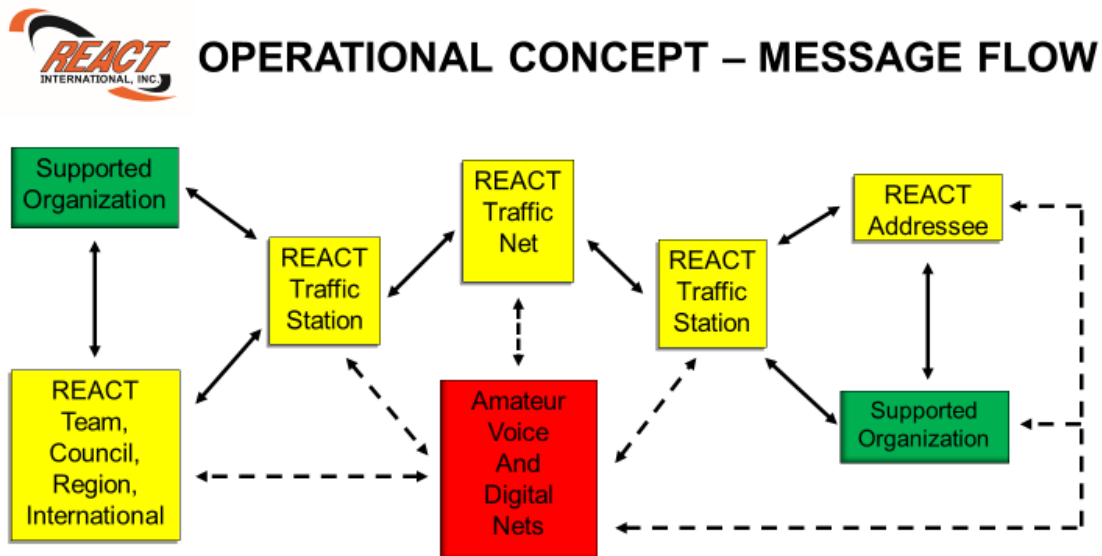 REACT
INTERNATIONAL, INC.
OPERATIONAL CONCEPT – MESSAGE FLOW
Supported
Organization
REACT
Traffic
Station
REACT
Team,
Council,
Region,
International
REACT
Traffic
Net
Amateur
Voice
And
Digital
Nets
REACT
Traffic
Station
REACT
Addressee
Supported
Organization